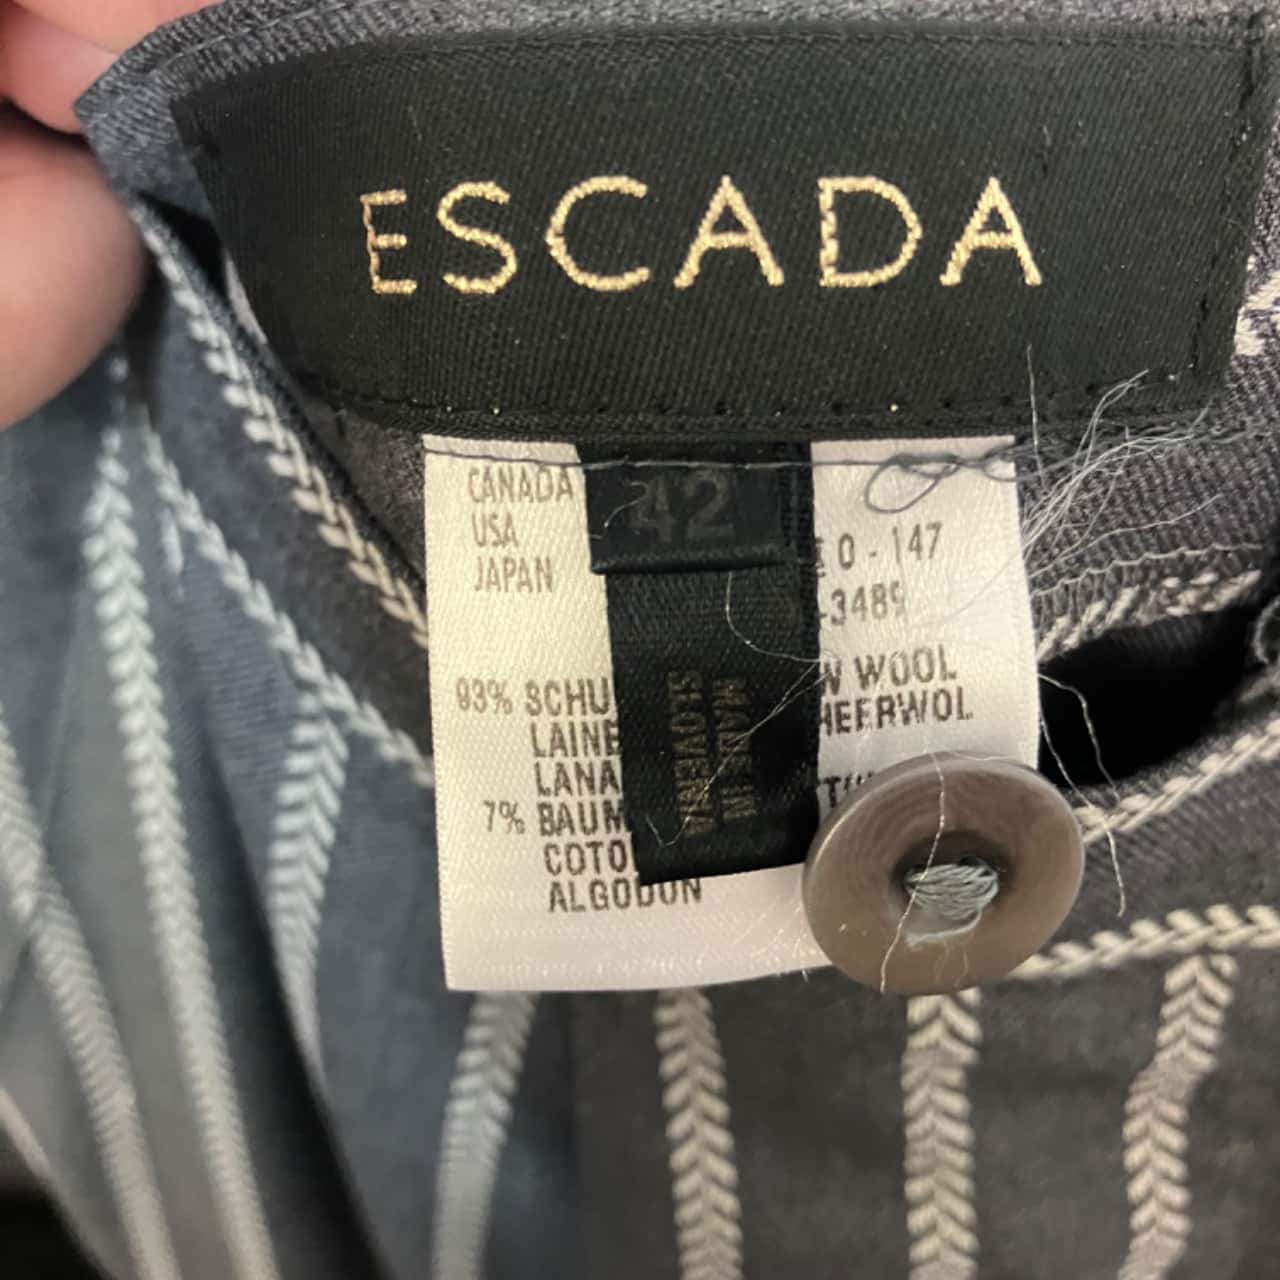 ESCADA
42
CANADA
USA
JAPAN
0 - 147
-3489
93% SCHU
W WOOL
LAINE
HEERWOL
LANA
7% BAUM
COTO
ALGODON
MADE IN
SLOVENIA